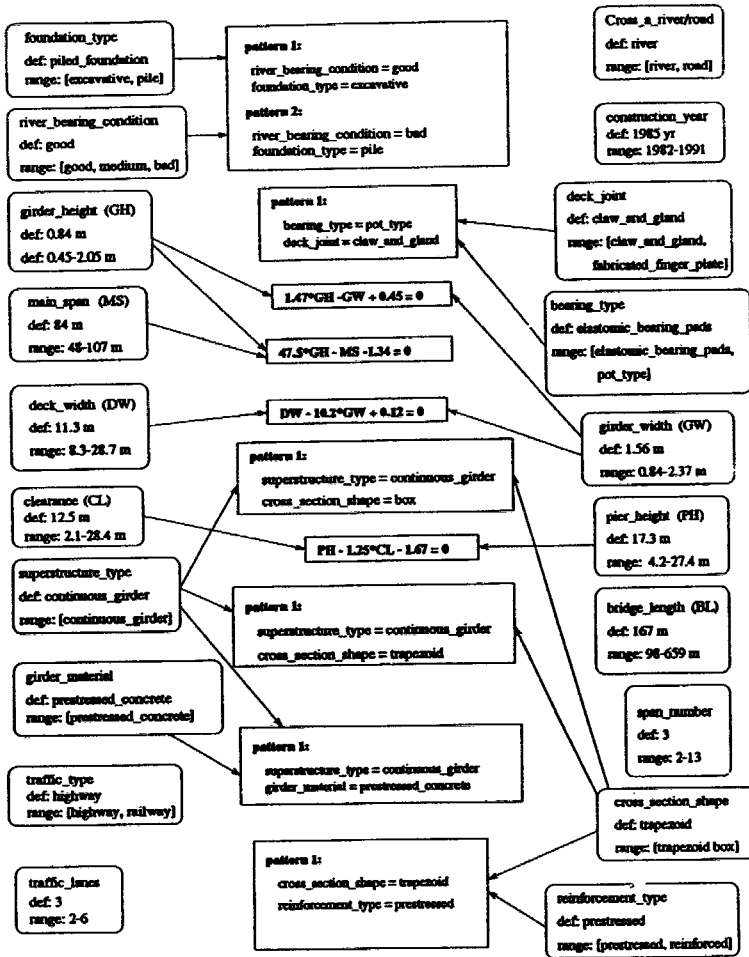 foundation_type
def: piled_foundation
range: [excavative, pile]
river_bearing_condition
def: good
range: [good, medium, bad]
girder_height (GH)
def: 0.84 m
def: 0.45-2.05 m
main_span (MS)
def: 84 m
range: 48-107 m
deck_width (DW)
def: 11.3 m
range: 8.3-28.7 m
clearance (CL)
def: 12.5 m
range: 2.1-28.4 m
superstructure_type
def: continuous_girder
range: [continuous_girder]
girder_material
def: prestressed_concrete
range: [prestressed_concrete]
traffic_type
def: highway
range: [highway, railway]
traffic_lanes
def: 3
range: 2-6
pattern 1:
river_bearing_condition = good
foundation_type = excavative
pattern 2:
river_bearing_condition = bad
foundation_type = pile
pattern 1:
bearing_type = pot_type
deck_joint = claw_and_gland
1.47*GH -GW + 0.45 = 0
47.5*GH - MS -1.34 = 0
DW - 10.2*GW + 0.12 = 0
pattern 1:
superstructure_type = continuous_girder
cross_section_shape = box
PH - 1.25*CL - 1.67 = 0
pattern 1:
superstructure_type = continuous_girder
cross_section_shape = trapezoid
pattern 1:
superstructure_type = continuous_girder
girder_material = prestressed_concrete
pattern 1:
cross_section_shape = trapezoid
reinforcement_type = prestressed
Cross_a_river/road
def: river
range: [river, road]
construction_year
def: 1985 yr
range: 1982-1991
deck_joint
def: claw_and_gland
range: [claw_and_gland,
fabricated_finger_plate]
bearing_type
def: elastomic_bearing_pads
range: [elastomic_bearing_pads,
pot_type]
girder_width (GW)
def: 1.56 m
range: 0.84-2.37 m
pier_height (PH)
def: 17.3 m
range: 4.2-27.4 m
bridge_length (BL)
def: 167 m
range: 98-659 m
span_number
def: 3
range: 2-13
cross_section_shape
def: trapezoid
range: [trapezoid box]
reinforcement_type
def: prestressed
range: [prestressed, reinforced]